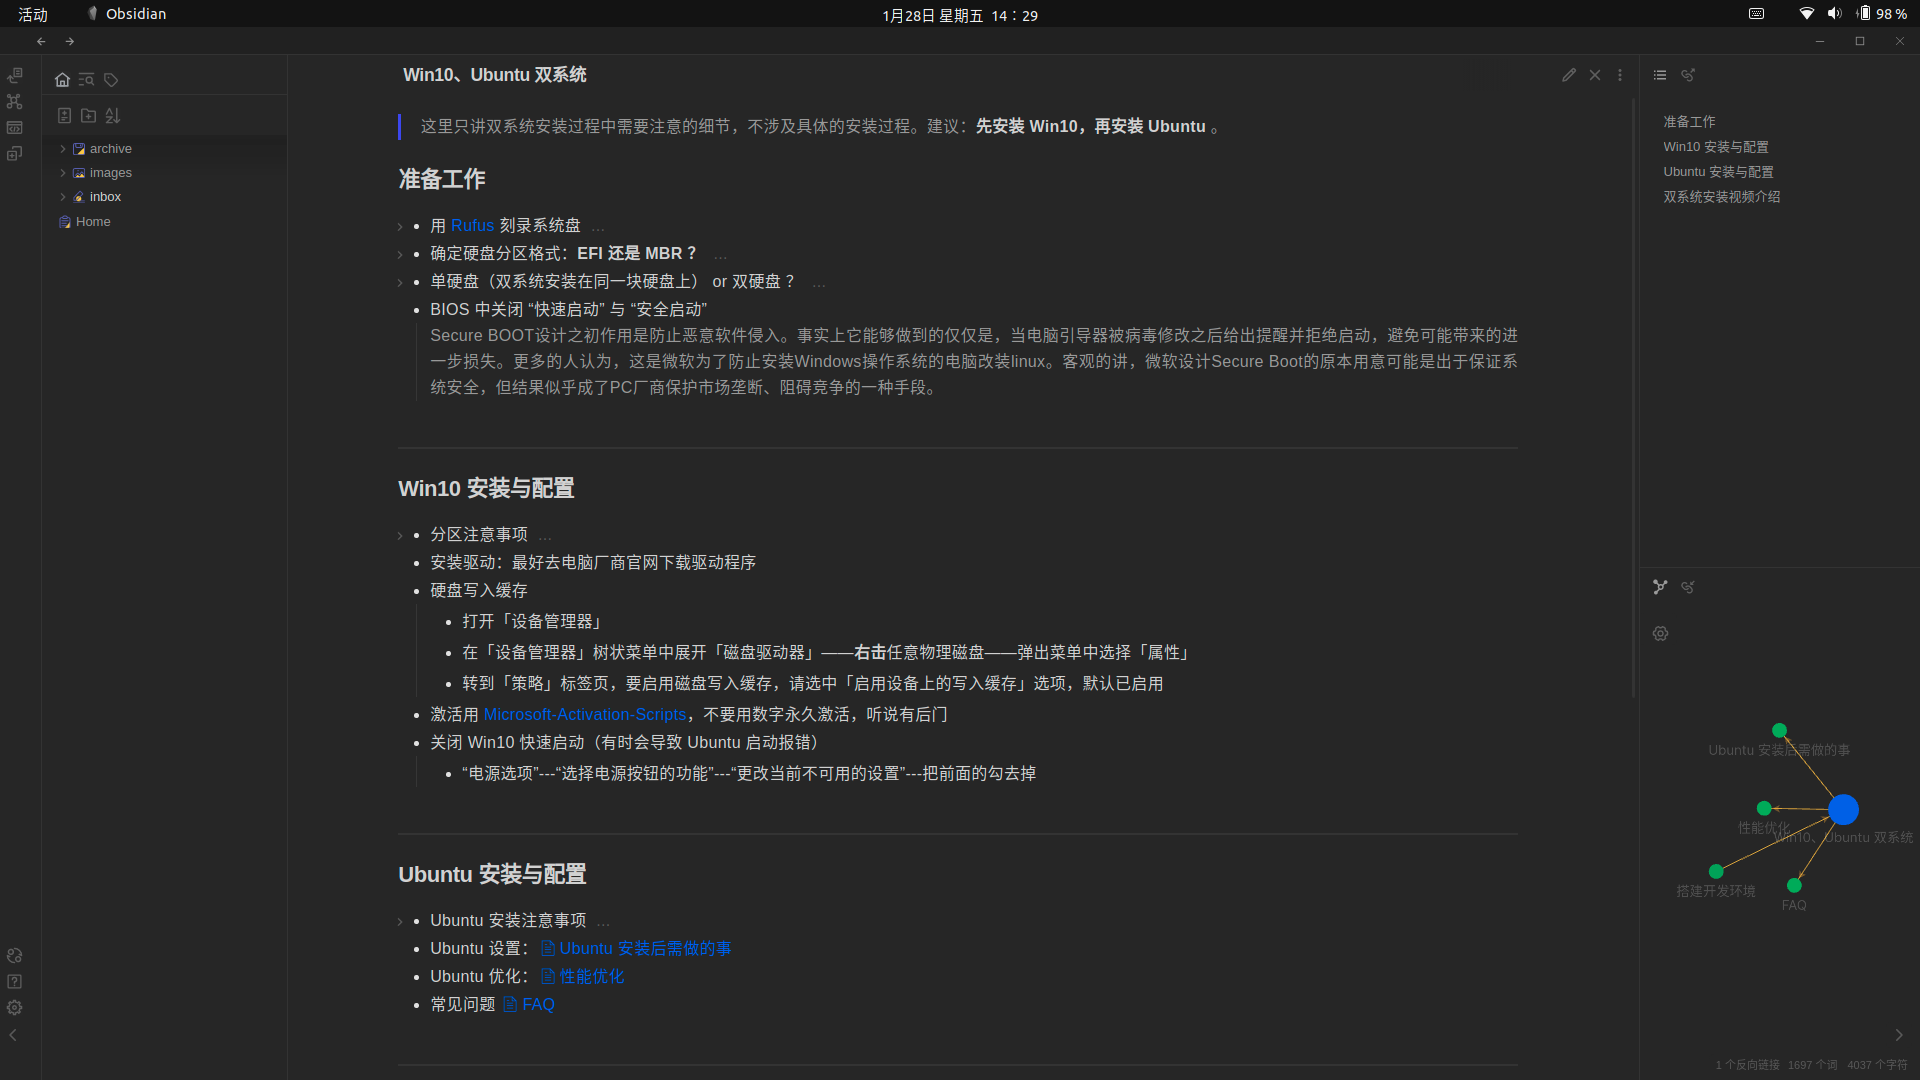 活动
Obsidian
1月28日 星期五 14：29
98 %
archive
images
inbox
Home
Win10、Ubuntu 双系统
这里只讲双系统安装过程中需要注意的细节，不涉及具体的安装过程。建议：先安装 Win10，再安装 Ubuntu 。
准备工作
用 Rufus 刻录系统盘 …
确定硬盘分区格式：EFI 还是 MBR ？ …
单硬盘（双系统安装在同一块硬盘上） or 双硬盘 ？ …
BIOS 中关闭 “快速启动” 与 “安全启动”
Secure BOOT设计之初作用是防止恶意软件侵入。事实上它能够做到的仅仅是，当电脑引导器被病毒修改之后给出提醒并拒绝启动，避免可能带来的进
一步损失。更多的人认为，这是微软为了防止安装Windows操作系统的电脑改装linux。客观的讲，微软设计Secure Boot的原本用意可能是出于保证系
统安全，但结果似乎成了PC厂商保护市场垄断、阻碍竞争的一种手段。
Win10 安装与配置
分区注意事项 …
安装驱动：最好去电脑厂商官网下载驱动程序
硬盘写入缓存
打开「设备管理器」
在「设备管理器」树状菜单中展开「磁盘驱动器」——右击任意物理磁盘——弹出菜单中选择「属性」
转到「策略」标签页，要启用磁盘写入缓存，请选中「启用设备上的写入缓存」选项，默认已启用
激活用 Microsoft-Activation-Scripts，不要用数字永久激活，听说有后门
关闭 Win10 快速启动（有时会导致 Ubuntu 启动报错）
“电源选项”---“选择电源按钮的功能”---“更改当前不可用的设置”---把前面的勾去掉
Ubuntu 安装与配置
Ubuntu 安装注意事项 …
Ubuntu 设置： Ubuntu 安装后需做的事
Ubuntu 优化： 性能优化
常见问题 FAQ
准备工作
Win10 安装与配置
Ubuntu 安装与配置
双系统安装视频介绍
Ubuntu 安装后需做的事
性能优化
Win10、Ubuntu 双系统
搭建开发环境
FAQ
1 个反向链接 1697 个词 4037 个字符